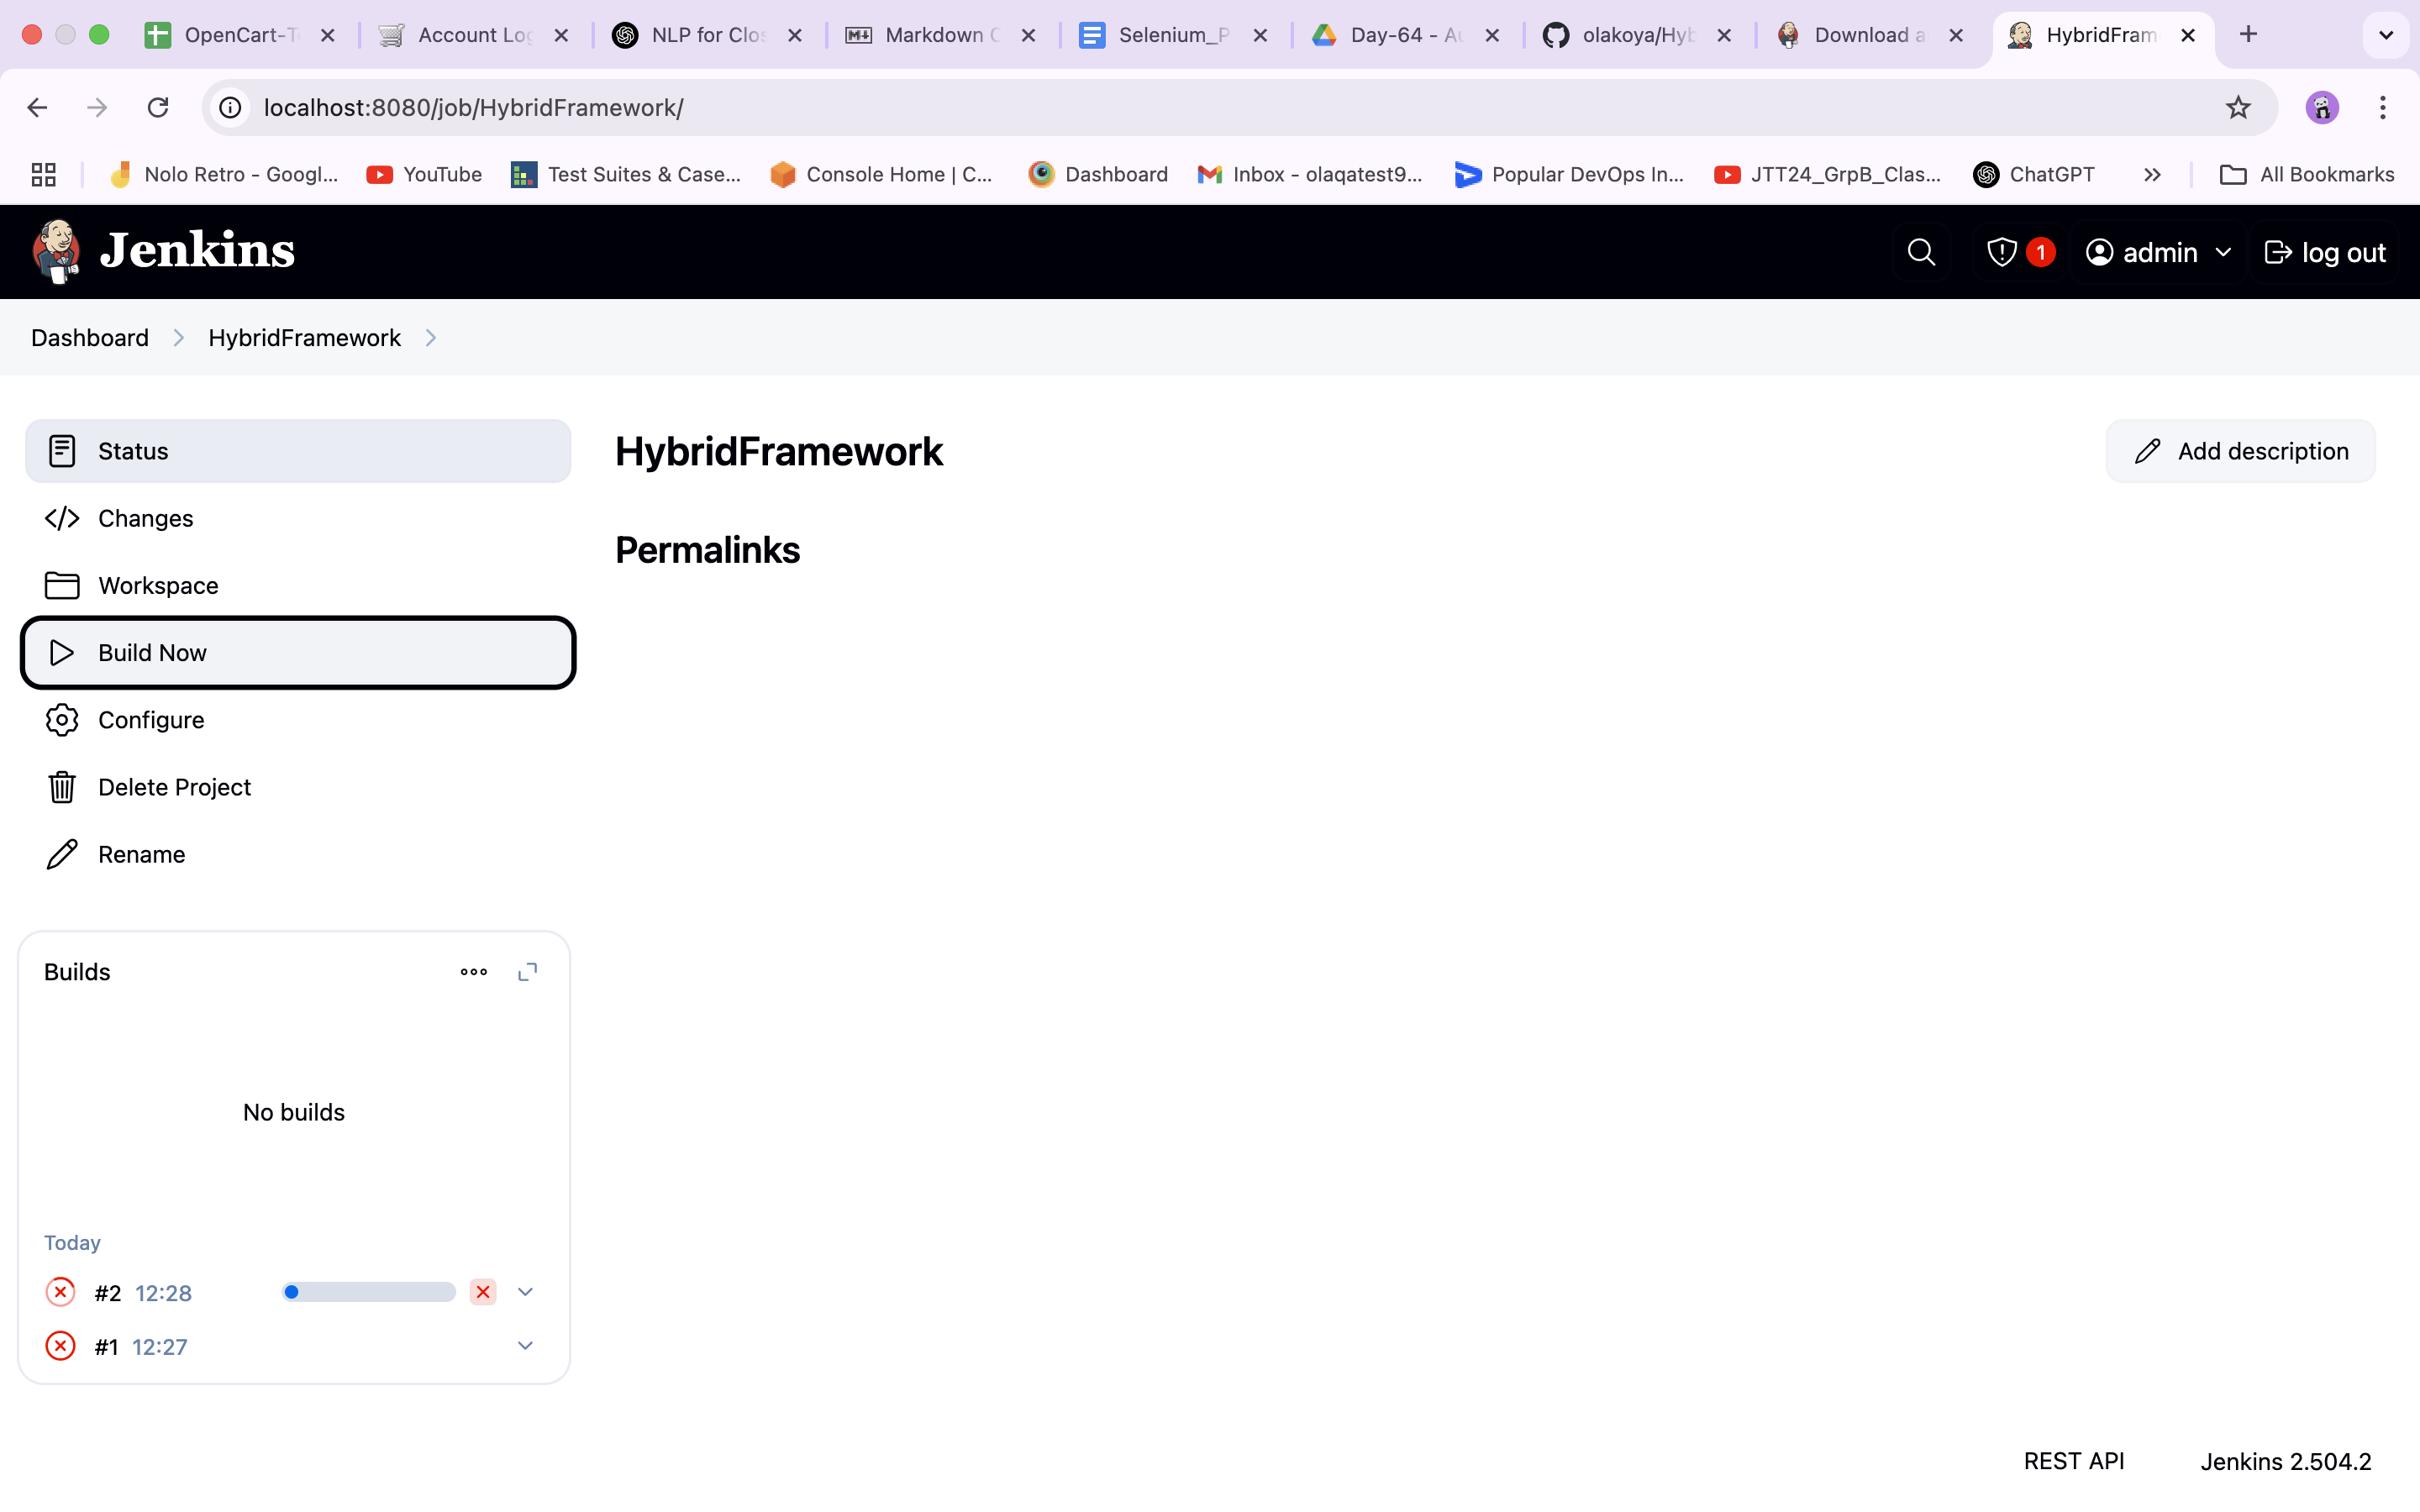 OpenCart-T
Account Log
NLP for Clos
Markdown C
Selenium_P
Day-64 - Au
olakoya/Hyb
Download a
HybridFram
localhost:8080/job/HybridFramework/
Nolo Retro - Googl...
YouTube
Test Suites & Case...
Console Home | C...
Dashboard
Inbox - olaqatest9...
Popular DevOps In...
JTT24_GrpB_Clas...
ChatGPT
All Bookmarks
Jenkins
1
admin
log out
Dashboard
HybridFramework
Status
Changes
Workspace
Build Now
Configure
Delete Project
Rename
HybridFramework
Add description
Permalinks
Builds
No builds
Today
#2 12:28
#1 12:27
REST API
Jenkins 2.504.2